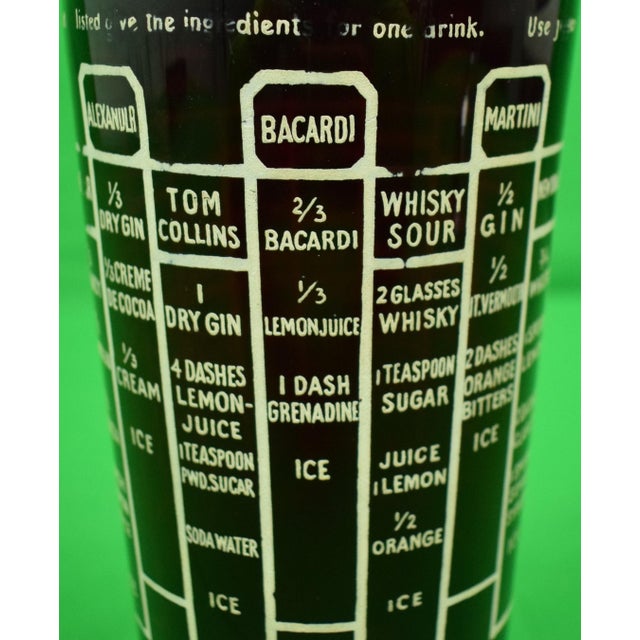 listed give the ingredients for one drink. Use
ALEXANDER
1/3
DRY GIN
1/3 CREME
DE COCOA
1/3
CREAM
ICE
TOM
COLLINS
1
DRY GIN
4 DASHES
LEMON-
JUICE
1 TEASPOON
PWD. SUGAR
SODA WATER
ICE
BACARDI
2/3
BACARDI
1/3
LEMON JUICE
1 DASH
GRENADINE
ICE
WHISKY
SOUR
2 GLASSES
WHISKY
1 TEASPOON
SUGAR
JUICE
1 LEMON
1/2
ORANGE
ICE
MARTINI
1/2
GIN
1/2
IT. VERMOUTH
2 DASHES
ORANGE
BITTERS
ICE